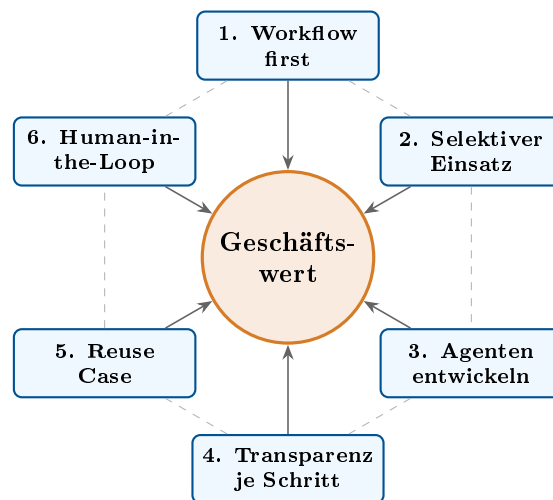 1. Workflow
first
6. Human-in-
the-Loop
2. Selektiver
Einsatz
Geschäfts-
wert
5. Reuse
Case
3. Agenten
entwickeln
4. Transparenz
je Schritt